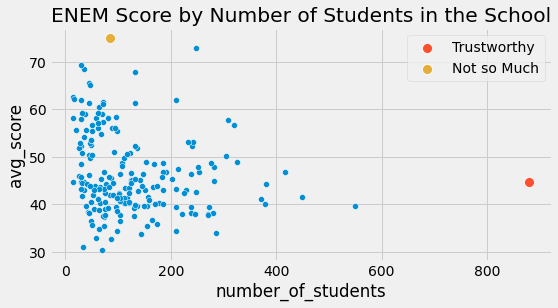 ENEM Score by Number of Students in the School
Trustworthy
Not so Much
avg_score
70
60
50
40
30
0
200
400
600
800
number_of_students